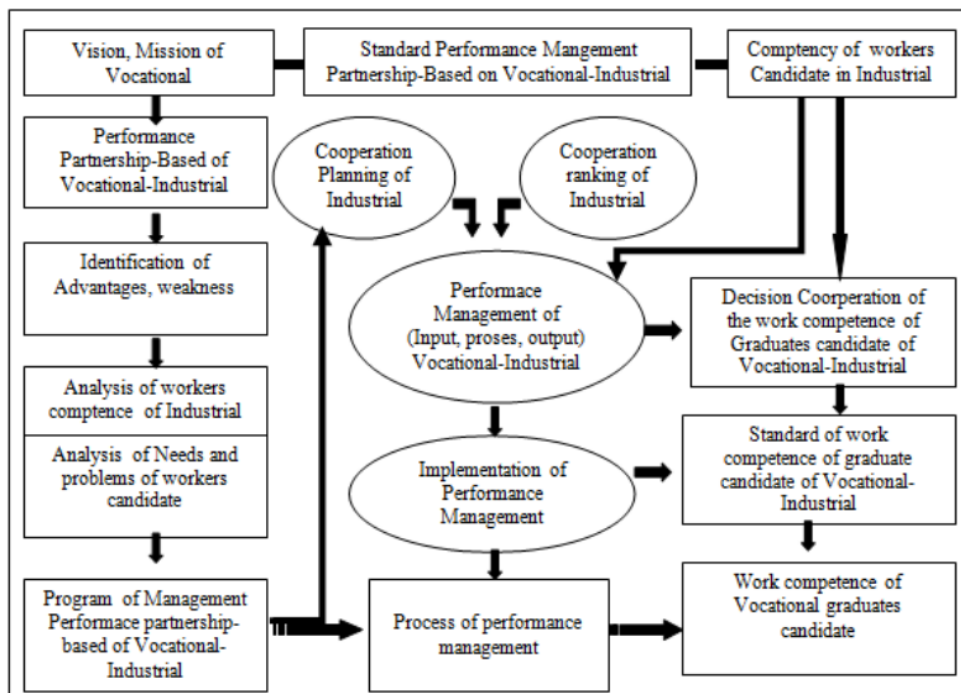 Vision, Mission of
Vocational
Standard Performance Mangement
Partnership-Based on Vocational-Industrial
Comptency of workers
Candidate in Industrial
Performance
Partnership-Based of
Vocational-Industrial
Cooperation
Planning of
Industrial
Cooperation
ranking of
Industrial
Identification of
Advantages, weakness
Performace
Management of
(Input, proses, output)
Vocational-Industrial
Decision Coorperation of
the work competence of
Graduates candidate of
Vocational-Industrial
Analysis of workers
comptence of Industrial
Analysis of Needs and
problems of workers
candidate
Implementation of
Performance
Management
Standard of work
competence of graduate
candidate of Vocational-
Industrial
Program of Management
Performace partnership-
based of Vocational-
Industrial
Process of performance
management
Work competence of
Vocational graduates
candidate